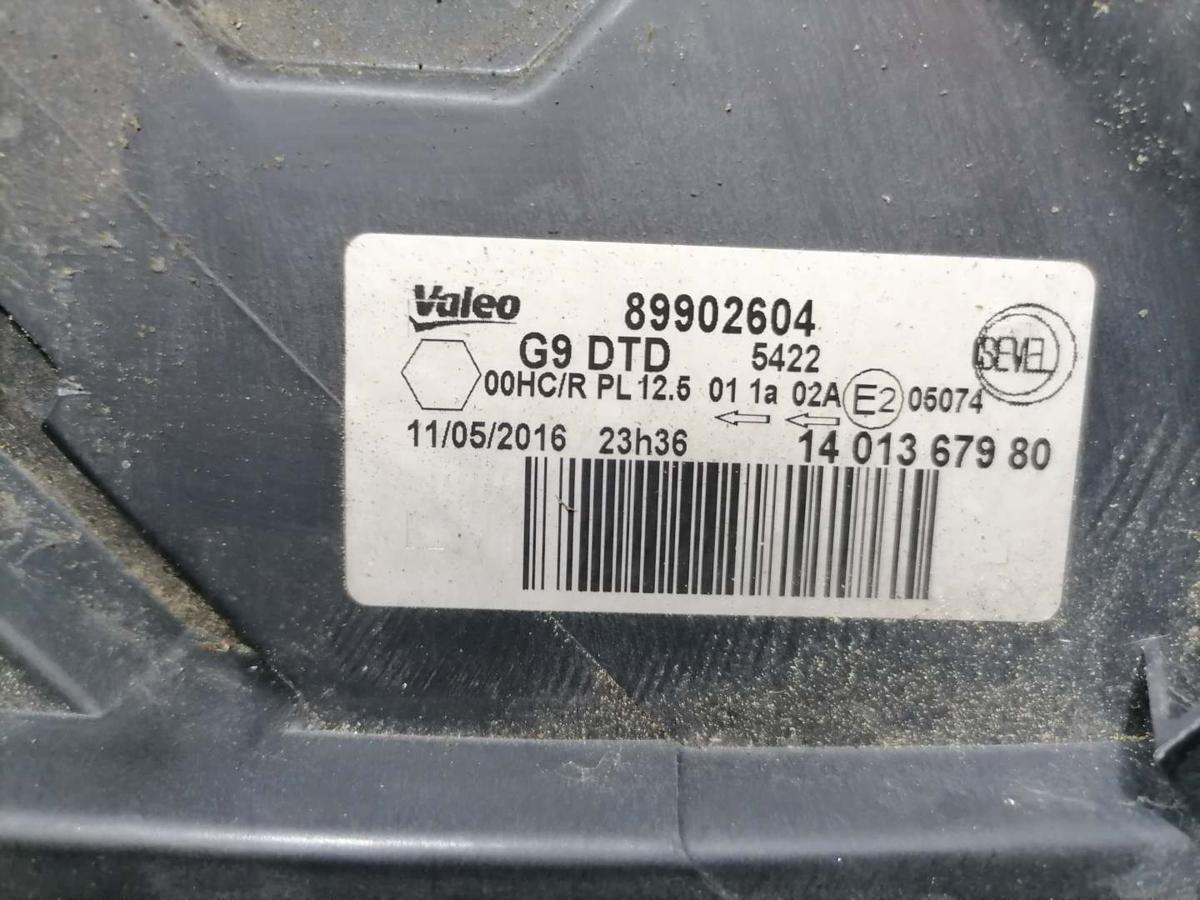 Valeo 89902604
G9 DTD 5422 SEVEL
00HC/R PL 12.5 01 1a 02A E2 05074
11/05/2016 23h36 14 013 679 80